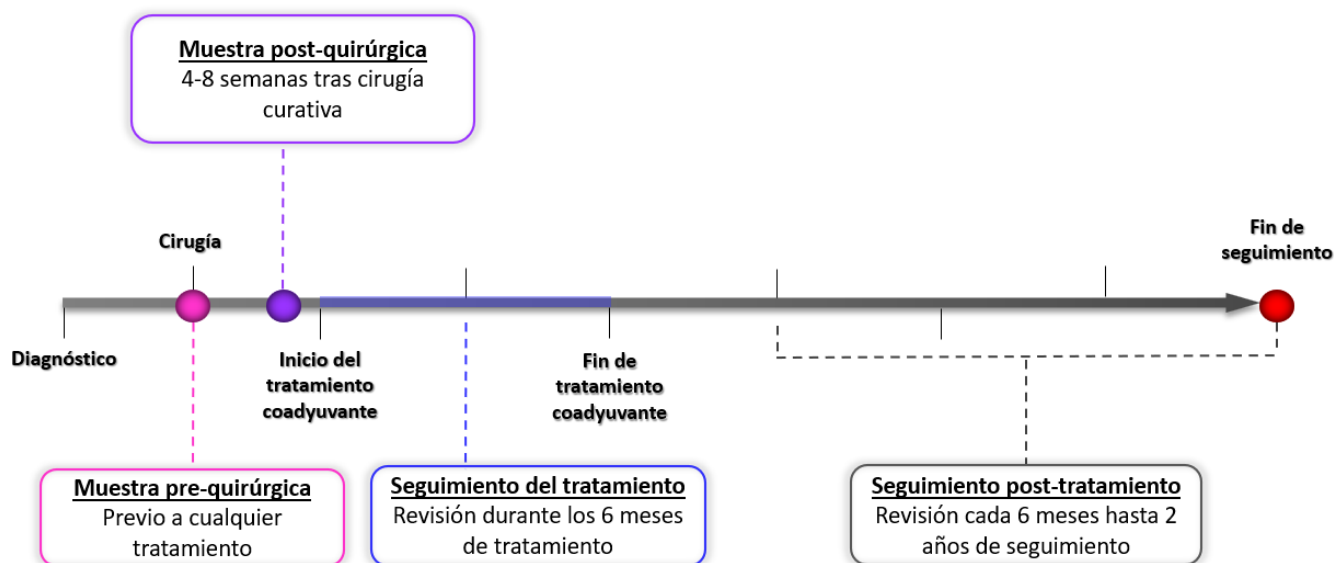 Muestra post-quirúrgica
4-8 semanas tras cirugía
curativa
Cirugía
Fin de
seguimiento
Diagnóstico
Inicio del
tratamiento
coadyuvante
Fin de
tratamiento
coadyuvante
Muestra pre-quirúrgica
Previo a cualquier
tratamiento
Seguimiento del tratamiento
Revisión durante los 6 meses
de tratamiento
Seguimiento post-tratamiento
Revisión cada 6 meses hasta 2
años de seguimiento